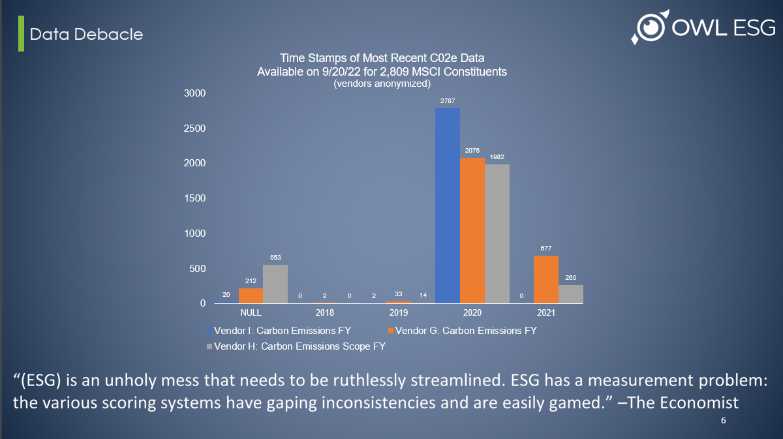 Data Debacle
OWL ESG
Time Stamps of Most Recent C02e Data
Available on 9/20/22 for 2,809 MSCI Constituents
(vendors anonymized)
3000
2500
2000
1500
1000
500
0
20
212
553
0
2
0
2
33
14
2787
2076
1982
0
677
260
NULL
2018
2019
2020
2021
Vendor I: Carbon Emissions FY
Vendor G: Carbon Emissions FY
Vendor H: Carbon Emissions Scope FY
“(ESG) is an unholy mess that needs to be ruthlessly streamlined. ESG has a measurement problem:
the various scoring systems have gaping inconsistencies and are easily gamed.” –The Economist
6